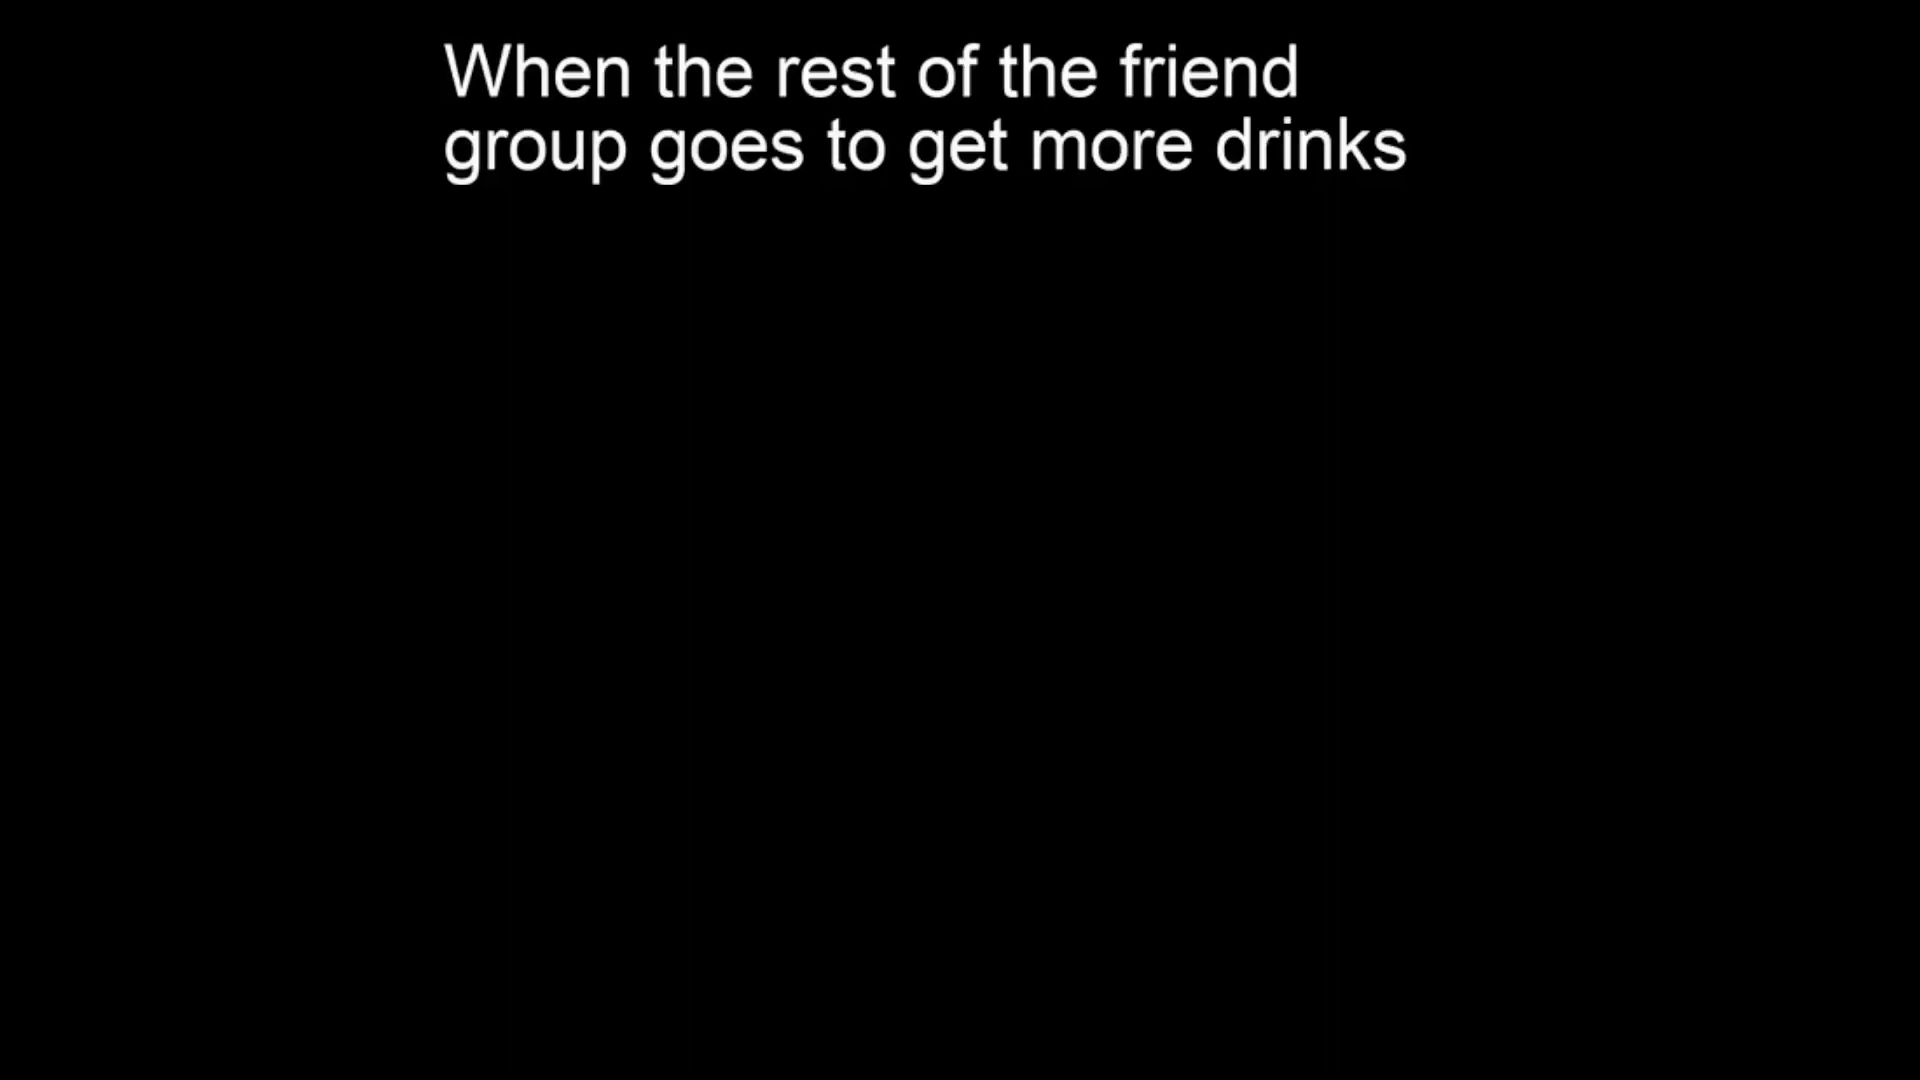 When the rest of the friend
group goes to get more drinks